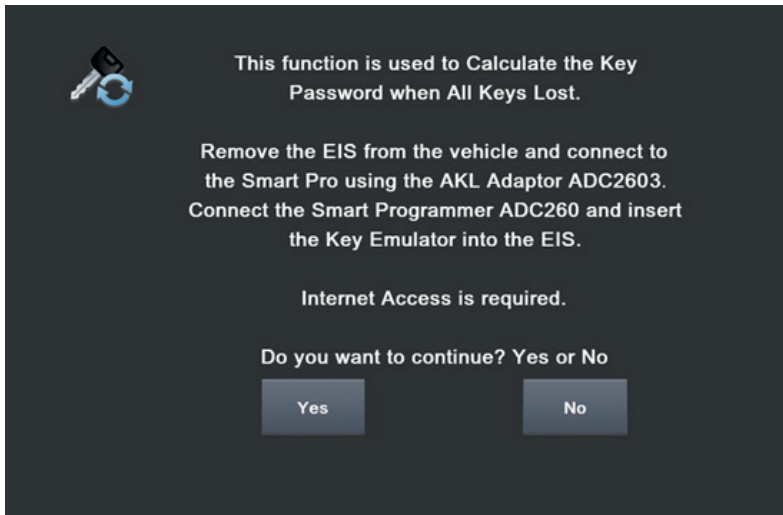 This function is used to Calculate the Key
Password when All Keys Lost.
Remove the EIS from the vehicle and connect to
the Smart Pro using the AKL Adaptor ADC2603.
Connect the Smart Programmer ADC260 and insert
the Key Emulator into the EIS.
Internet Access is required.
Do you want to continue? Yes or No
Yes
No